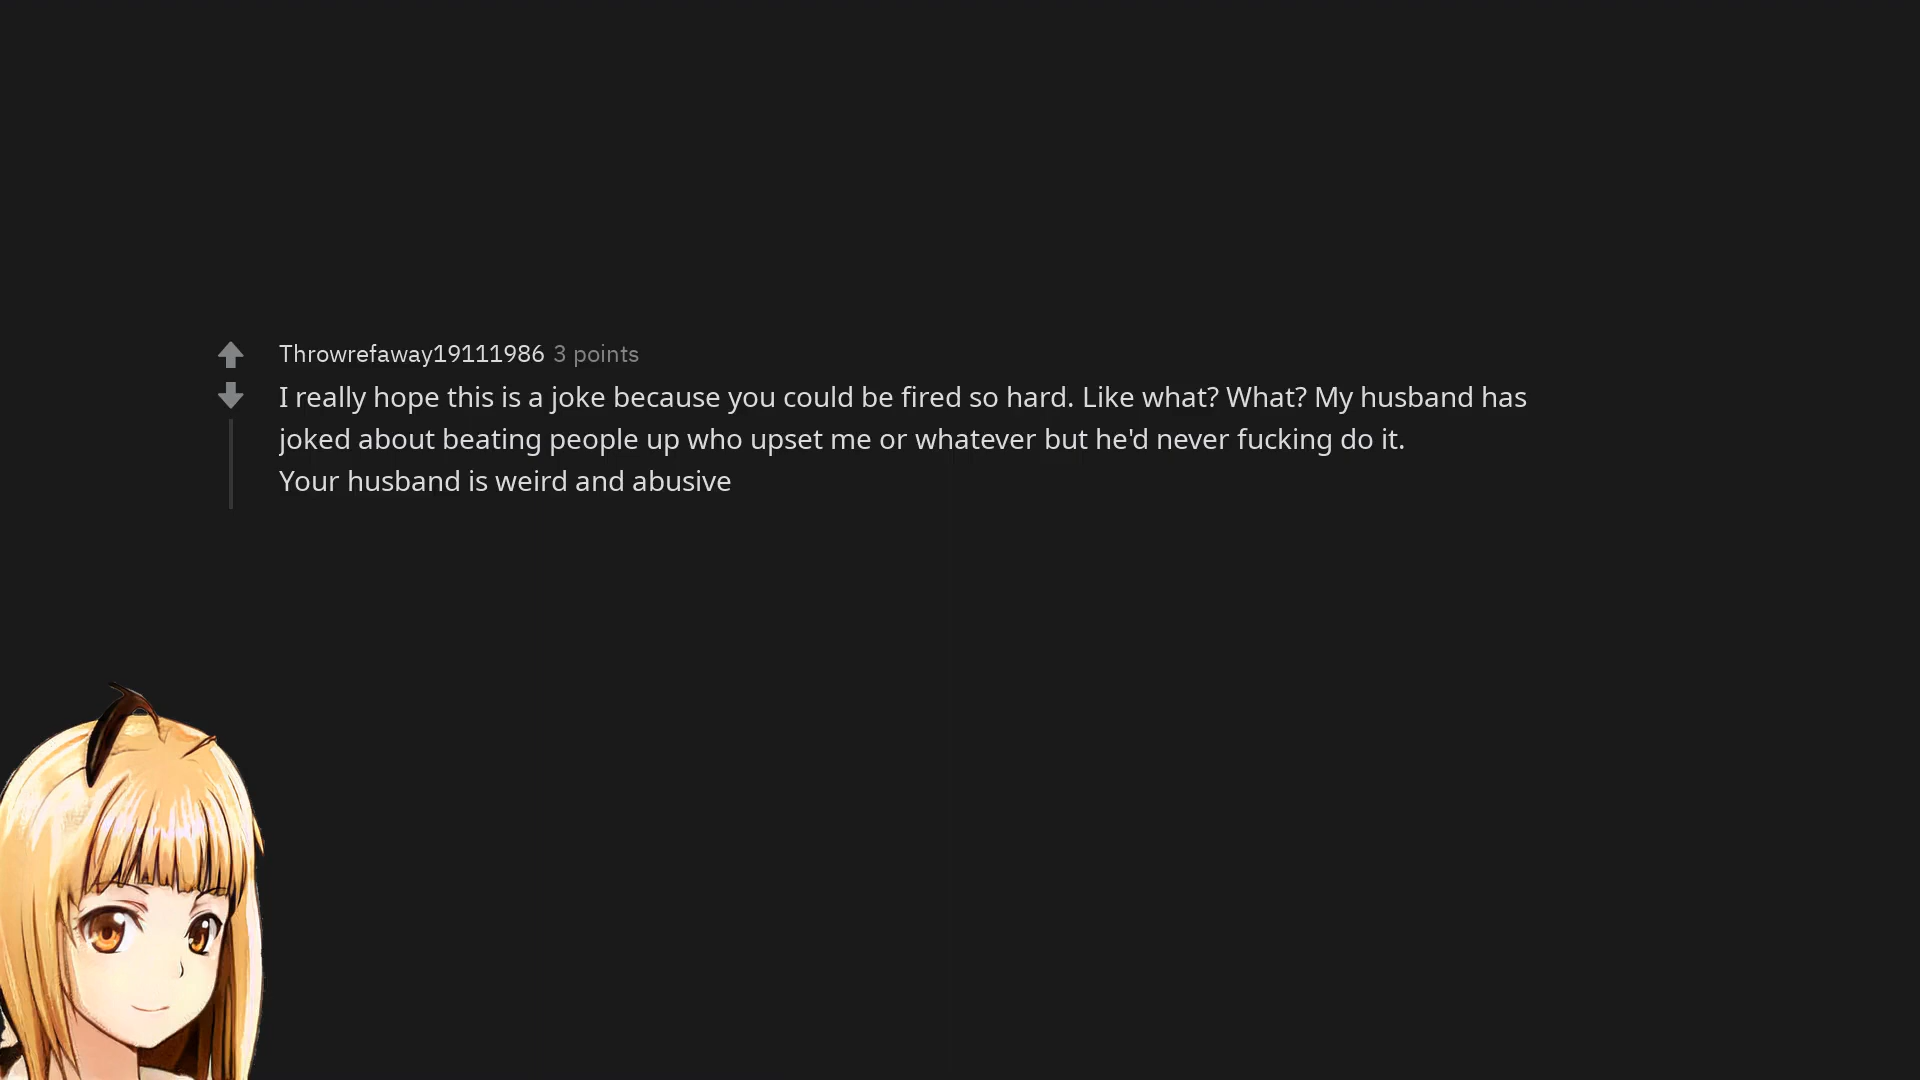 Throwrefaway19111986 3 points
I really hope this is a joke because you could be fired so hard. Like what? What? My husband has
joked about beating people up who upset me or whatever but he'd never fucking do it.
Your husband is weird and abusive